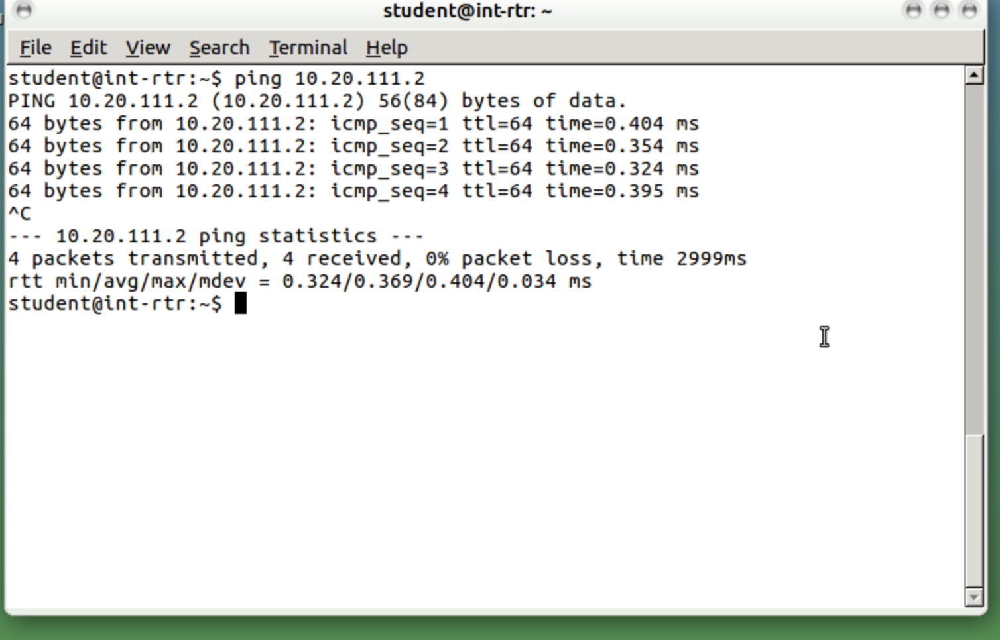 student@int-rtr: ~
File Edit View Search Terminal Help
student@int-rtr:~$ ping 10.20.111.2
PING 10.20.111.2 (10.20.111.2) 56(84) bytes of data.
64 bytes from 10.20.111.2: icmp_seq=1 ttl=64 time=0.404 ms
64 bytes from 10.20.111.2: icmp_seq=2 ttl=64 time=0.354 ms
64 bytes from 10.20.111.2: icmp_seq=3 ttl=64 time=0.324 ms
64 bytes from 10.20.111.2: icmp_seq=4 ttl=64 time=0.395 ms
^C
--- 10.20.111.2 ping statistics ---
4 packets transmitted, 4 received, 0% packet loss, time 2999ms
rtt min/avg/max/mdev = 0.324/0.369/0.404/0.034 ms
student@int-rtr:~$